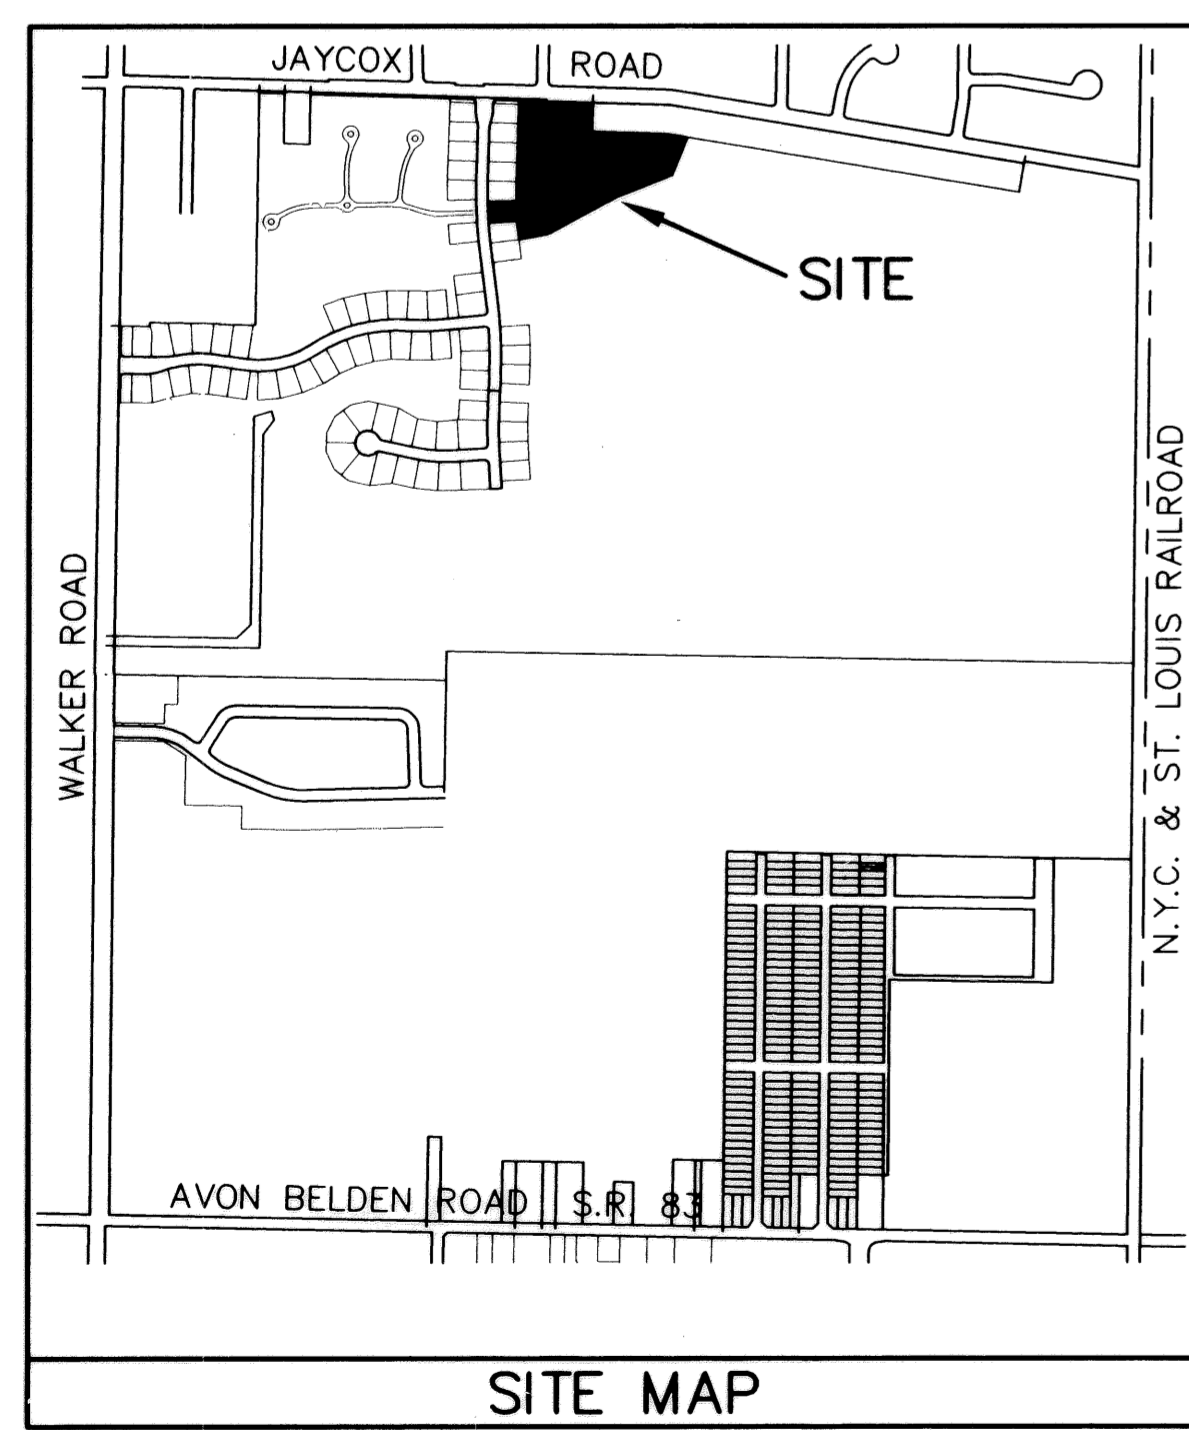 JAYCOX ROAD
SITE
WALKER ROAD
N.Y.C. & ST. LOUIS RAILROAD
AVON BELDEN ROAD S.R. 83
SITE MAP